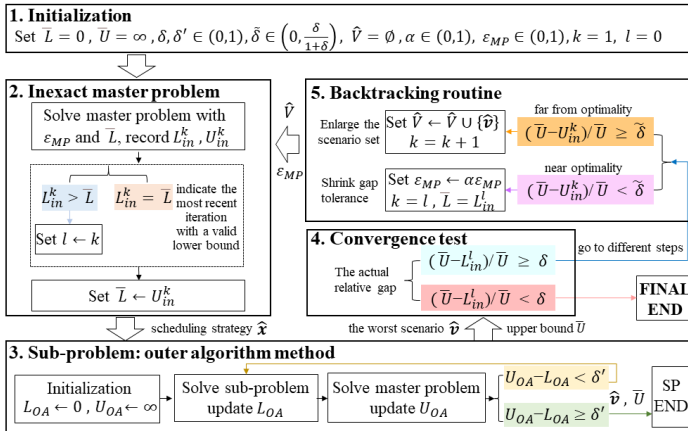 1. Initialization
Set L̅ = 0 , U̅ = ∞ , δ, δ′ ∈ (0,1), δ̃ ∈ (0, δ/(1+δ)), V̂ = ∅, α ∈ (0,1), ε_MP ∈ (0,1), k = 1, l = 0
2. Inexact master problem
Solve master problem with
ε_MP and L̅, record L_in^k , U_in^k
L_in^k > L̅
L_in^k = L̅
indicate the
most recent
iteration
with a valid
lower bound
Set l ← k
Set L̅ ← U_in^k
V̂
ε_MP
5. Backtracking routine
Enlarge the
scenario set
Set V̂ ← V̂ ∪ {v̂}
k = k + 1
far from optimality
(U̅−U_in^k)/U̅ ≥ δ̃
Shrink gap
tolerance
Set ε_MP ← αε_MP
k = l , L̅ = L_in^l
near optimality
(U̅−U_in^k)/U̅ < δ̃
4. Convergence test
The actual
relative gap
(U̅−L_in^l)/U̅ ≥ δ
(U̅−L_in^l)/U̅ < δ
go to different steps
FINAL
END
scheduling strategy x̂
the worst scenario v̂
upper bound U̅
3. Sub-problem: outer algorithm method
Initialization
L_OA ← 0 , U_OA ← ∞
Solve sub-problem
update L_OA
Solve master problem
update U_OA
U_OA−L_OA < δ′
U_OA−L_OA ≥ δ′
v̂ , U̅
SP
END